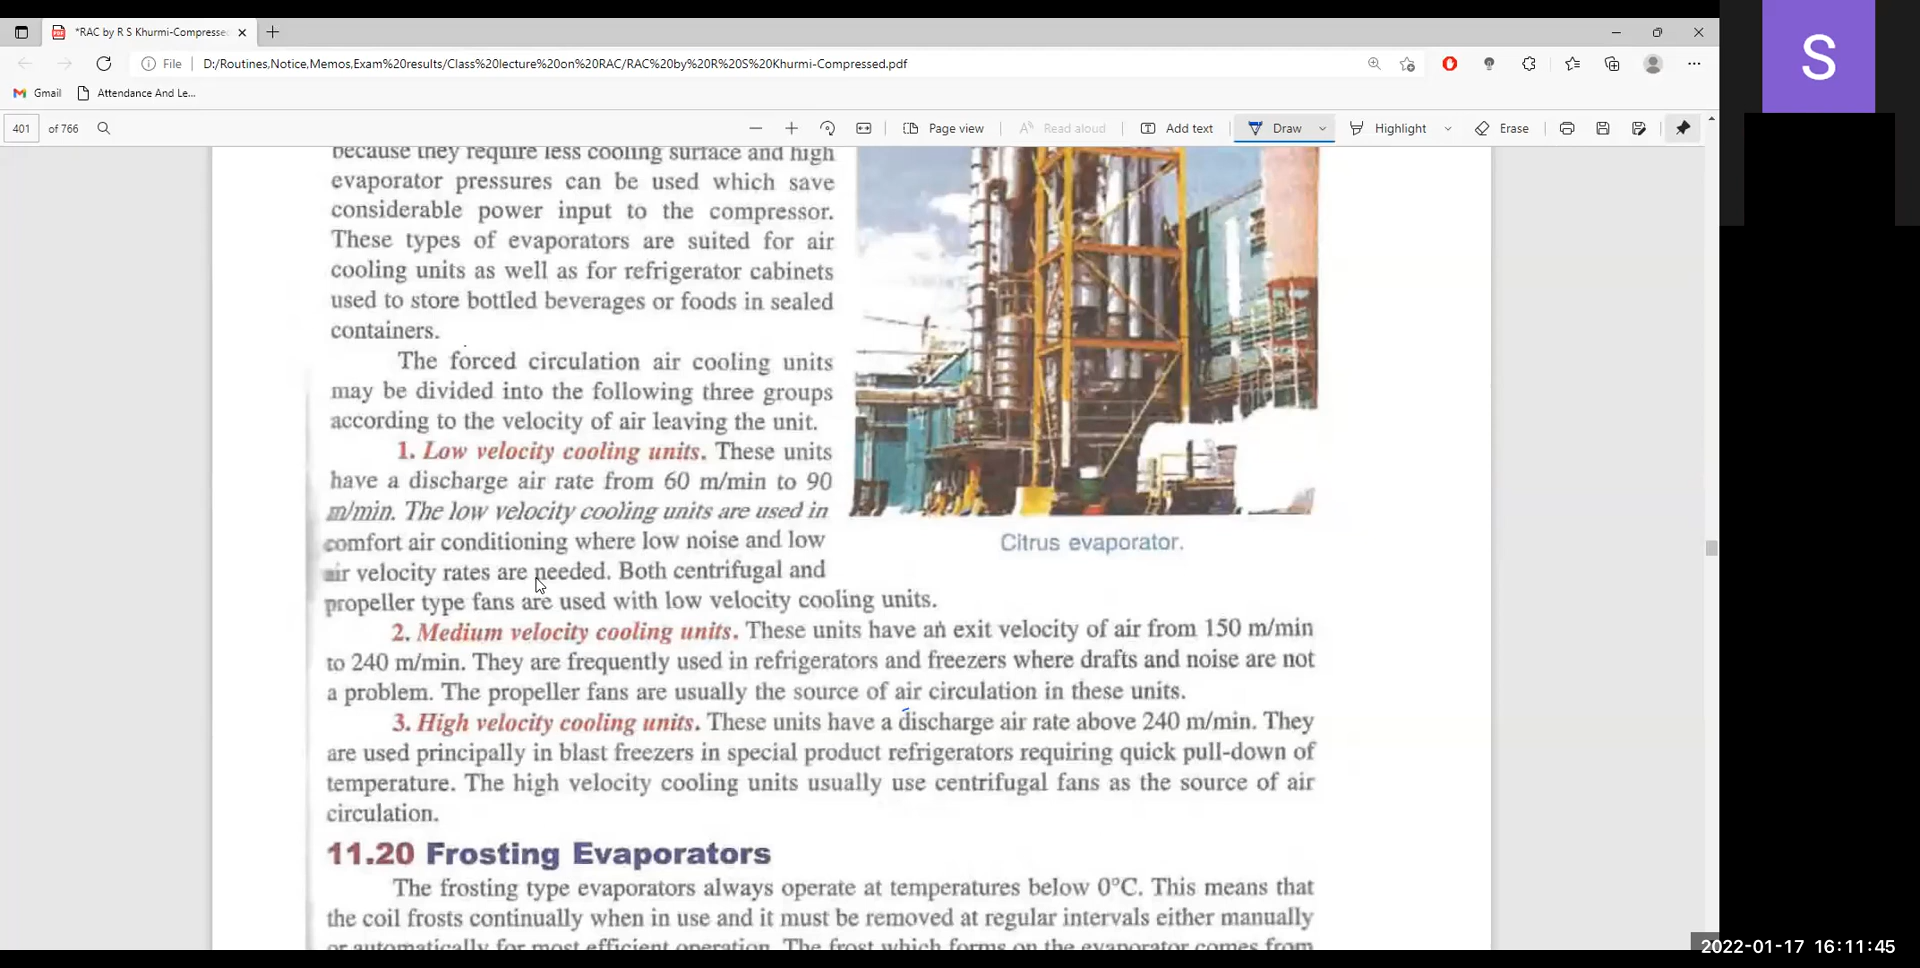 *RAC by R S Khurmi-Compresse
File
D:/Routines,Notice,Memos,Exam%20results/Class%20lecture%20on%20RAC/RAC%20by%20R%20S%20Khurmi-Compressed.pdf
Gmail
Attendance And Le...
401 of 766
Page view
Read aloud
Add text
Draw
Highlight
Erase
S
because they require less cooling surface and high
evaporator pressures can be used which save
considerable power input to the compressor.
These types of evaporators are suited for air
cooling units as well as for refrigerator cabinets
used to store bottled beverages or foods in sealed
containers.
The forced circulation air cooling units
may be divided into the following three groups
according to the velocity of air leaving the unit.
1. Low velocity cooling units. These units
have a discharge air rate from 60 m/min to 90
m/min. The low velocity cooling units are used in
comfort air conditioning where low noise and low
air velocity rates are needed. Both centrifugal and
propeller type fans are used with low velocity cooling units.
Citrus evaporator.
2. Medium velocity cooling units. These units have an exit velocity of air from 150 m/min
to 240 m/min. They are frequently used in refrigerators and freezers where drafts and noise are not
a problem. The propeller fans are usually the source of air circulation in these units.
3. High velocity cooling units. These units have a discharge air rate above 240 m/min. They
are used principally in blast freezers in special product refrigerators requiring quick pull-down of
temperature. The high velocity cooling units usually use centrifugal fans as the source of air
circulation.
11.20 Frosting Evaporators
The frosting type evaporators always operate at temperatures below 0°C. This means that
the coil frosts continually when in use and it must be removed at regular intervals either manually
or automatically for most efficient operation. The frost which forms on the evaporator comes from
2022-01-17 16:11:45